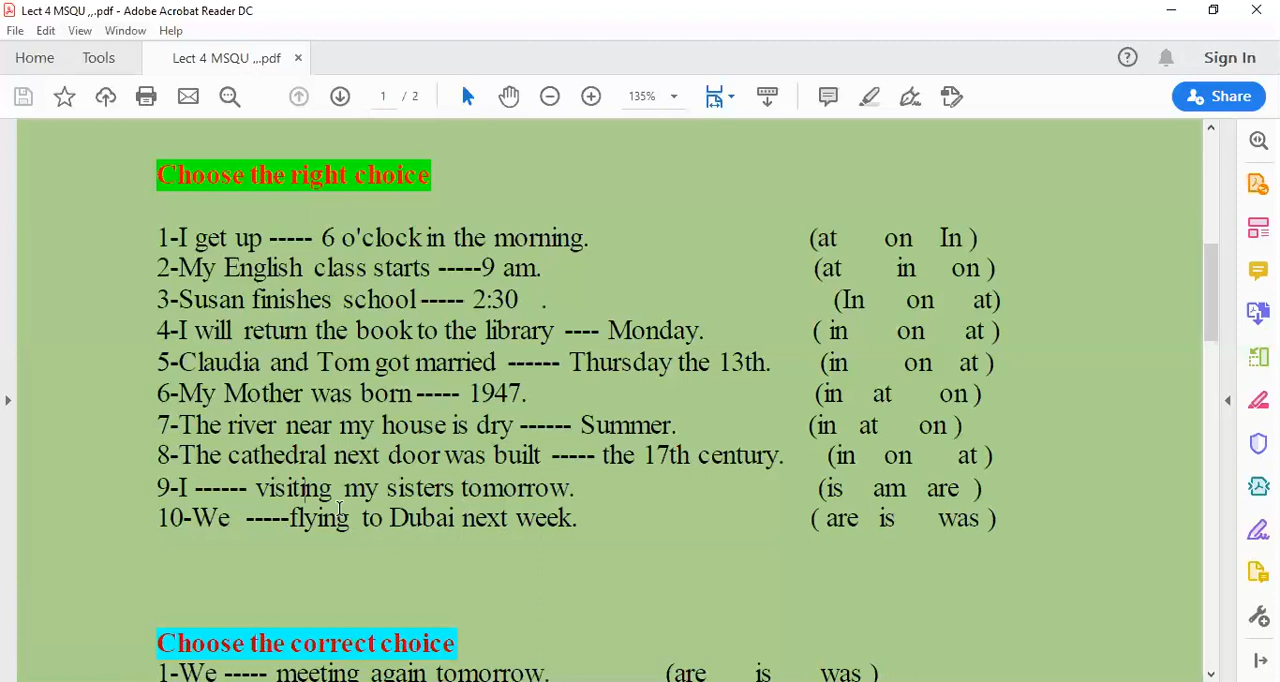 Lect 4 MSQU ,,.pdf - Adobe Acrobat Reader DC
File Edit View Window Help
Home Tools Lect 4 MSQU ,,.pdf × Sign In
1 / 2 135% Share
Choose the right choice
1-I get up ----- 6 o'clock in the morning. (at on In )
2-My English class starts -----9 am. (at in on )
3-Susan finishes school ----- 2:30 . (In on at)
4-I will return the book to the library ---- Monday. ( in on at )
5-Claudia and Tom got married ------ Thursday the 13th. (in on at )
6-My Mother was born ----- 1947. (in at on )
7-The river near my house is dry ------ Summer. (in at on )
8-The cathedral next door was built ----- the 17th century. (in on at )
9-I ------ visiting my sisters tomorrow. (is am are )
10-We -----flying to Dubai next week. ( are is was )
Choose the correct choice
1-We ----- meeting again tomorrow. (are is was )